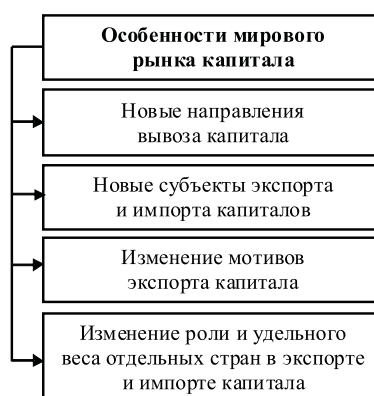 Особенности мирового
рынка капитала
Новые направления
вывоза капитала
Новые субъекты экспорта
и импорта капиталов
Изменение мотивов
экспорта капитала
Изменение роли и удельного
веса отдельных стран в экспорте
и импорте капитала